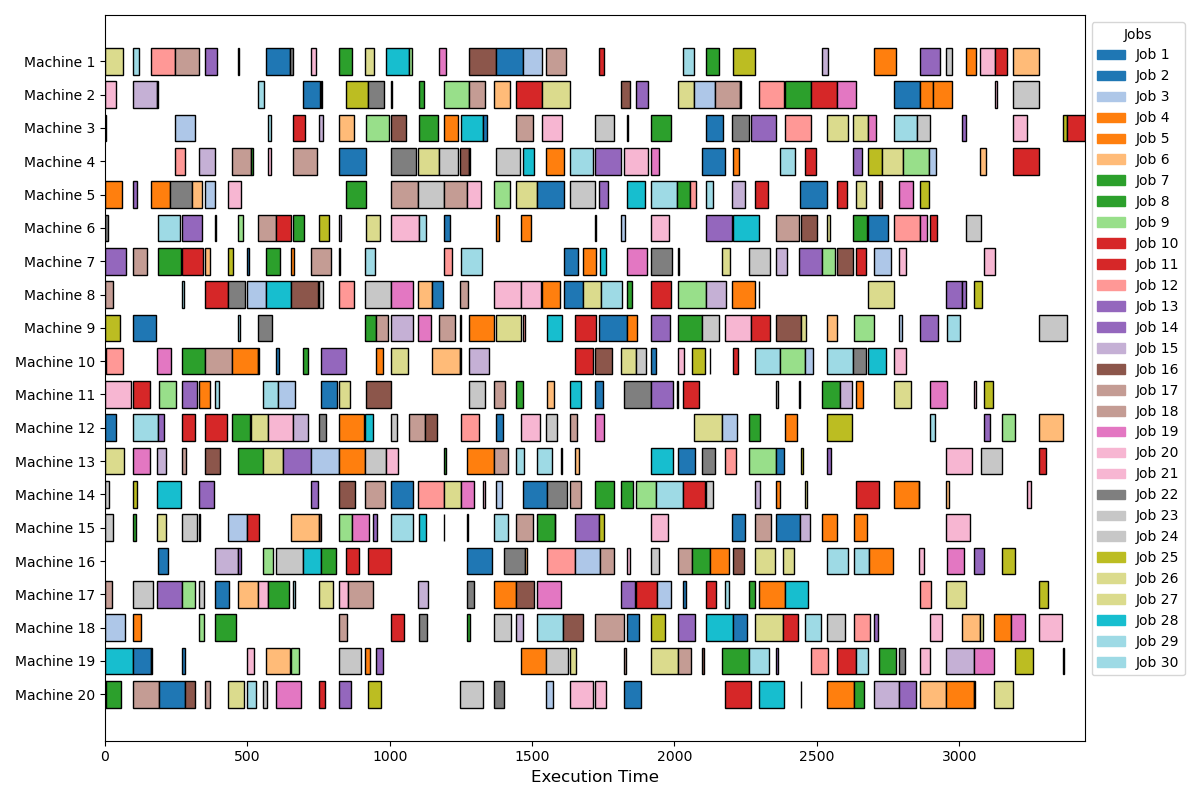 Machine 1
Machine 2
Machine 3
Machine 4
Machine 5
Machine 6
Machine 7
Machine 8
Machine 9
Machine 10
Machine 11
Machine 12
Machine 13
Machine 14
Machine 15
Machine 16
Machine 17
Machine 18
Machine 19
Machine 20
0 500 1000 1500 2000 2500 3000
Execution Time
Jobs
Job 1
Job 2
Job 3
Job 4
Job 5
Job 6
Job 7
Job 8
Job 9
Job 10
Job 11
Job 12
Job 13
Job 14
Job 15
Job 16
Job 17
Job 18
Job 19
Job 20
Job 21
Job 22
Job 23
Job 24
Job 25
Job 26
Job 27
Job 28
Job 29
Job 30